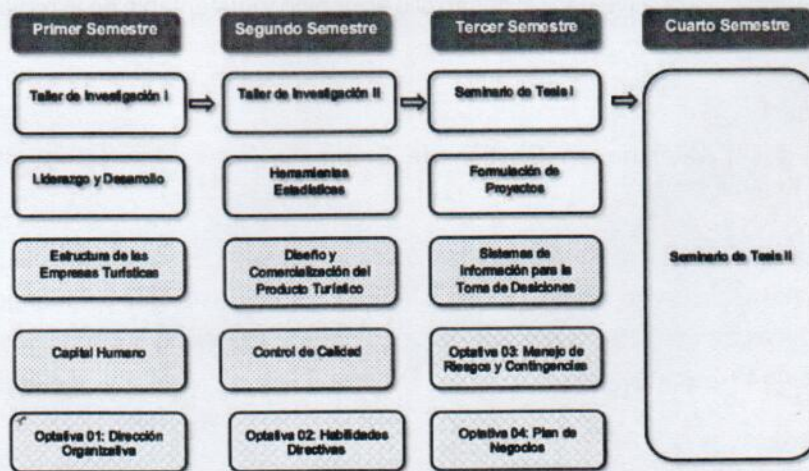 Primer Semestre
Segundo Semestre
Tercer Semestre
Cuarto Semestre
Taller de Investigación I
Taller de Investigación II
Seminario de Tesis I
Liderazgo y Desarrollo
Herramientas
Estadísticas
Formulación de
Proyectos
Seminario de Tesis II
Estructura de las
Empresas Turísticas
Diseño y
Comercialización del
Producto Turístico
Sistemas de
Información para la
Toma de Desiciones
Capital Humano
Control de Calidad
Optativa 03: Manejo de
Riesgos y Contingencias
Optativa 01: Dirección
Organizativa
Optativa 02: Habilidades
Directivas
Optativa 04: Plan de
Negocios